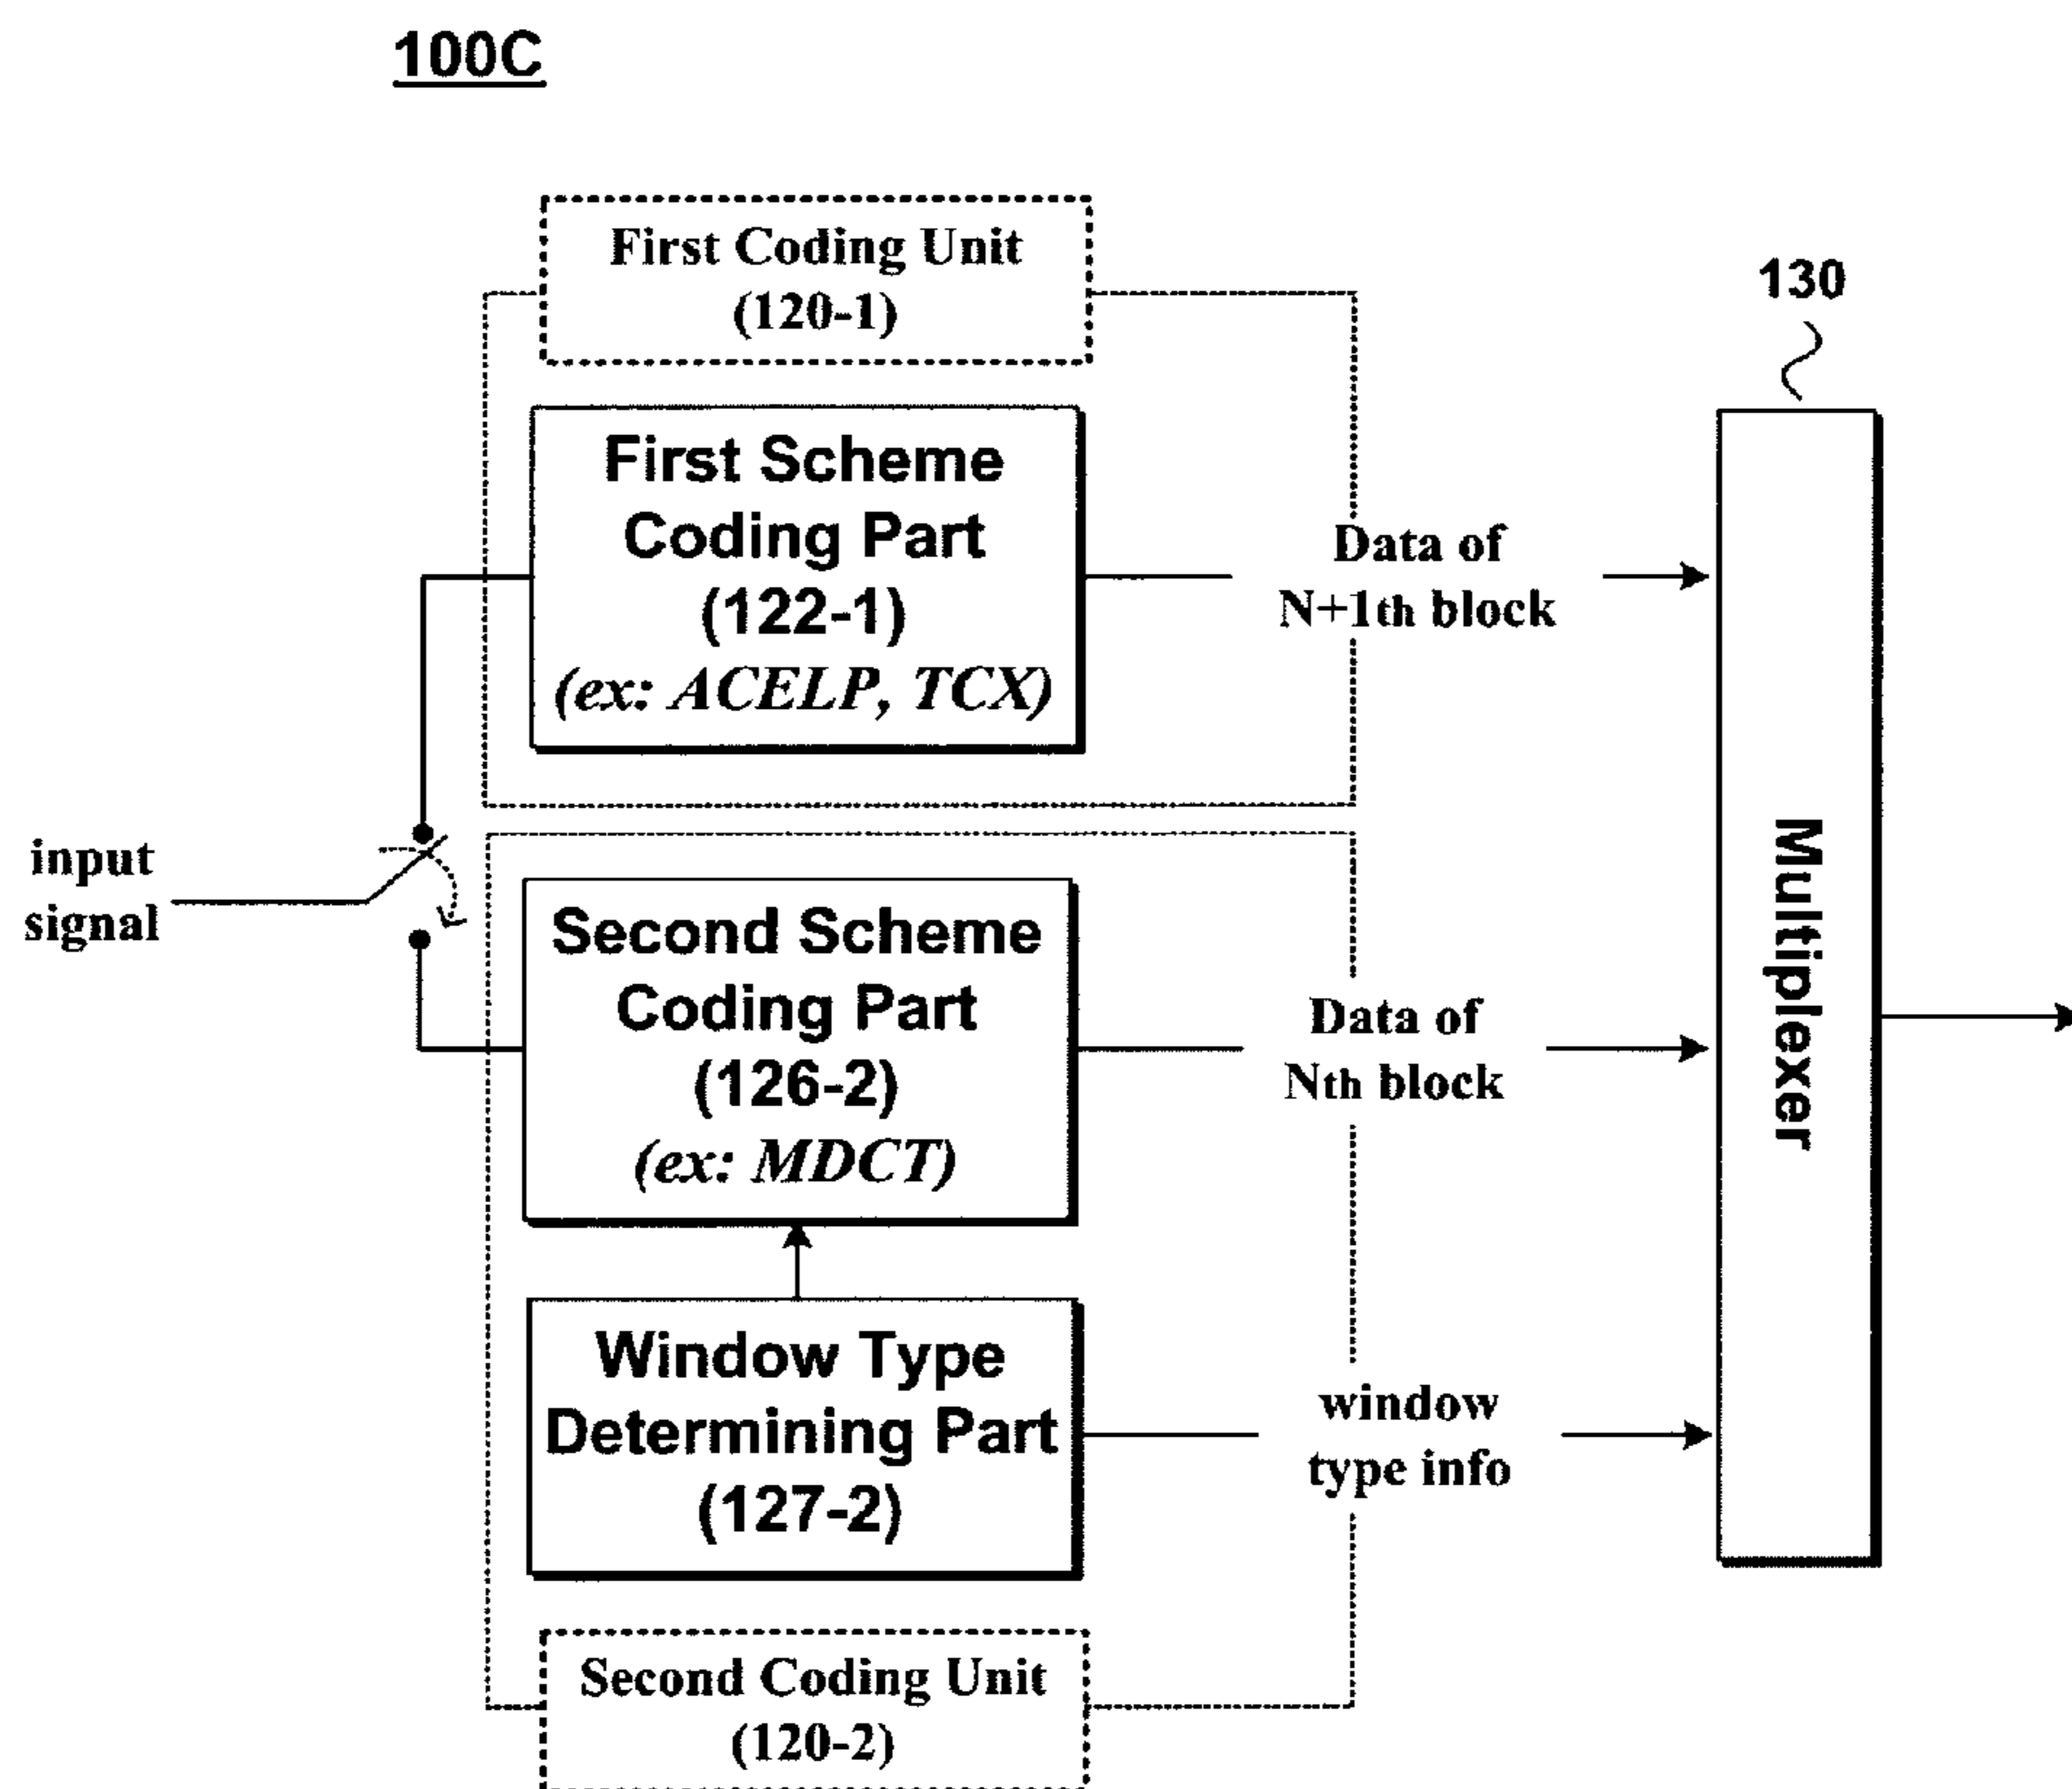 100C
First Coding Unit
(120-1)
130
First Scheme
Coding Part
(122-1)
(ex: ACELP, TCX)
Data of
N+1th block
input
signal
Second Scheme
Coding Part
(126-2)
(ex: MDCT)
Data of
Nth block
Multiplexer
Window Type
Determining Part
(127-2)
window
type info
Second Coding Unit
(120-2)